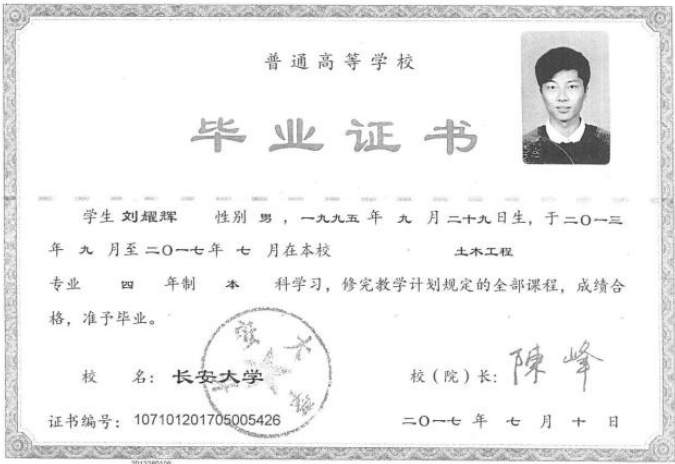 普通高等学校
毕业证书
学生 刘耀辉 性别 男 ，一九九五 年 九 月 二十九 日生，于 二〇一三
年 九 月至 二〇一七 年 七 月在本校 土木工程
专业 四 年制 本 科学习，修完教学计划规定的全部课程，成绩合
格，准予毕业。
校 名：长安大学 校（院）长：陳峰
证书编号：107101201705005426 二〇一七 年 七 月 十 日